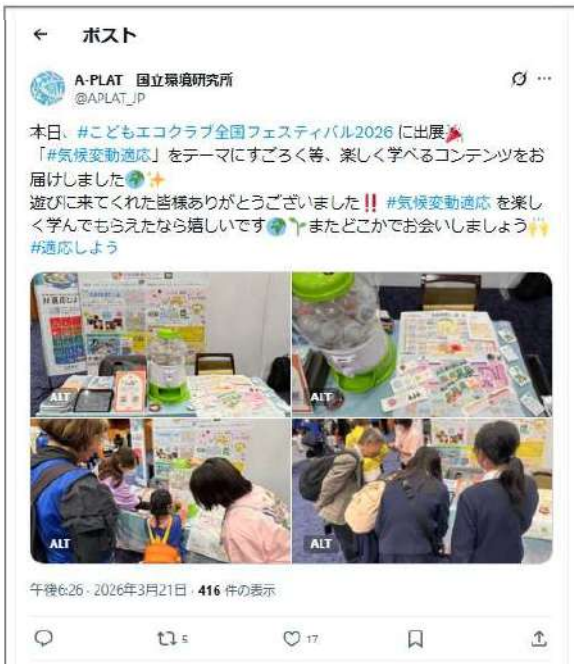 ← ポスト
A-PLAT 国立環境研究所
@APLAT_JP
本日、#こどもエコクラブ全国フェスティバル2026 に出展🎉
「#気候変動適応」をテーマにすごろく等、楽しく学べるコンテンツをお
届けしました🌍✨
遊びに来てくれた皆様ありがとうございました‼️ #気候変動適応 を楽し
く学んでもらえたなら嬉しいです🌍🌱またどこかでお会いしましょう🙌
#適応しよう
ALT
ALT
ALT
ALT
午後6:26 · 2026年3月21日 · 416 件の表示
5
17